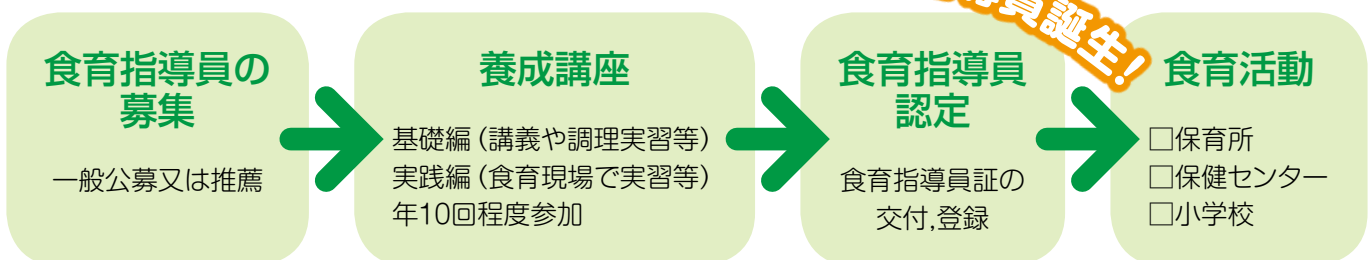 食育指導員の
募集
一般公募又は推薦
養成講座
基礎編(講義や調理実習等)
実践編(食育現場で実習等)
年10回程度参加
食育指導員
認定
食育指導員証の
交付,登録
員誕生!
食育活動
□保育所
□保健センター
□小学校